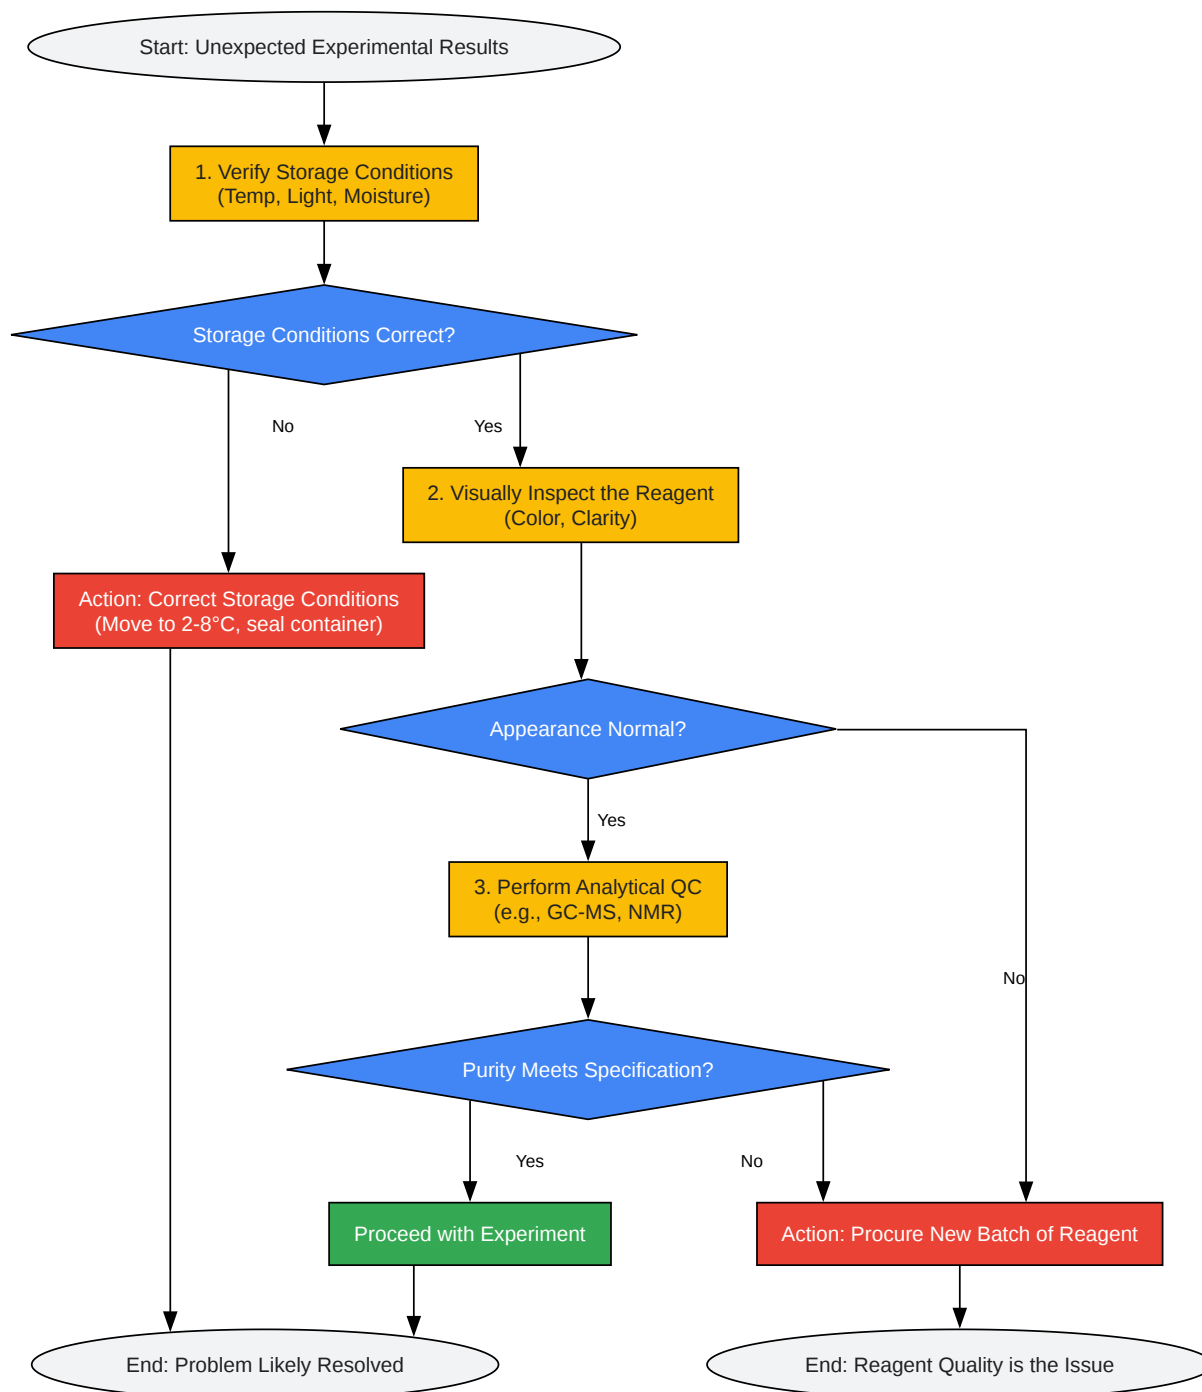 Start: Unexpected Experimental Results
1. Verify Storage Conditions
(Temp, Light, Moisture)
Storage Conditions Correct?
No
Yes
2. Visually Inspect the Reagent
(Color, Clarity)
Action: Correct Storage Conditions
(Move to 2-8°C, seal container)
Appearance Normal?
Yes
3. Perform Analytical QC
(e.g., GC-MS, NMR)
No
Purity Meets Specification?
Yes
No
Proceed with Experiment
Action: Procure New Batch of Reagent
End: Problem Likely Resolved
End: Reagent Quality is the Issue